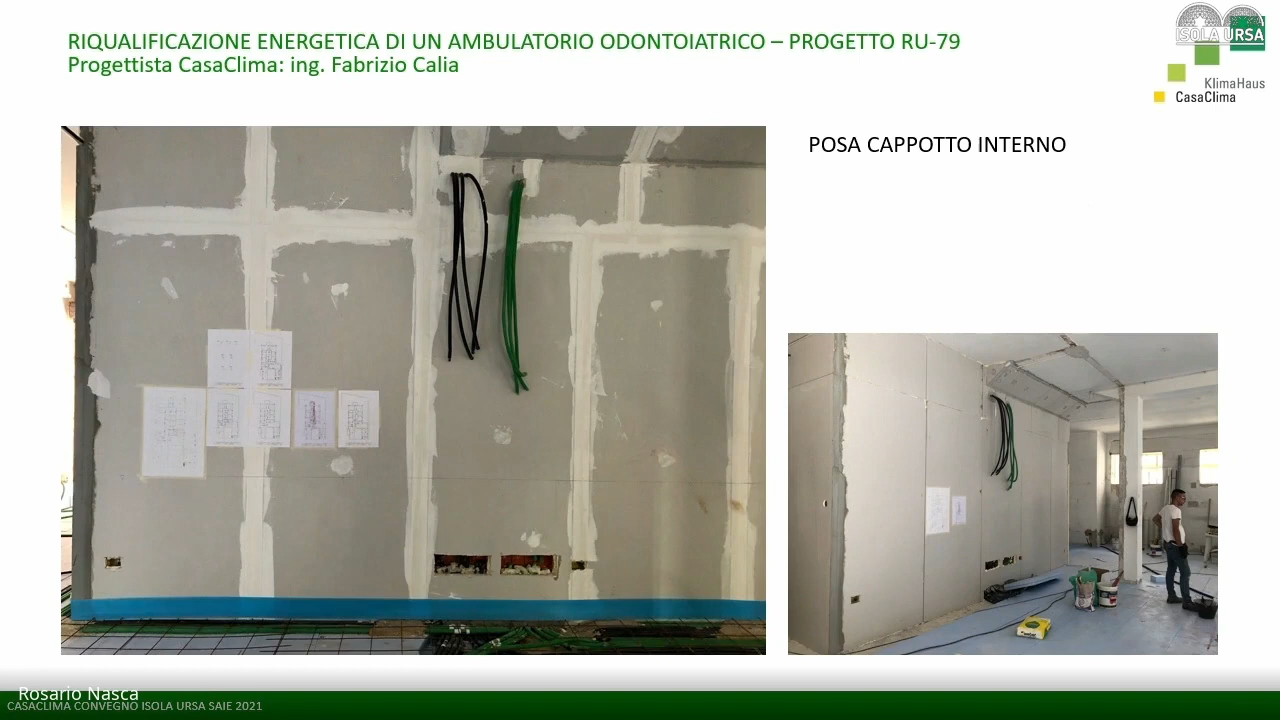 RIQUALIFICAZIONE ENERGETICA DI UN AMBULATORIO ODONTOIATRICO – PROGETTO RU-79
Progettista CasaClima: ing. Fabrizio Calia
ISOLA URSA
KlimaHaus
CasaClima
POSA CAPPOTTO INTERNO
Rosario Nasca
CASACLIMA CONVEGNO ISOLA URSA SAIE 2021